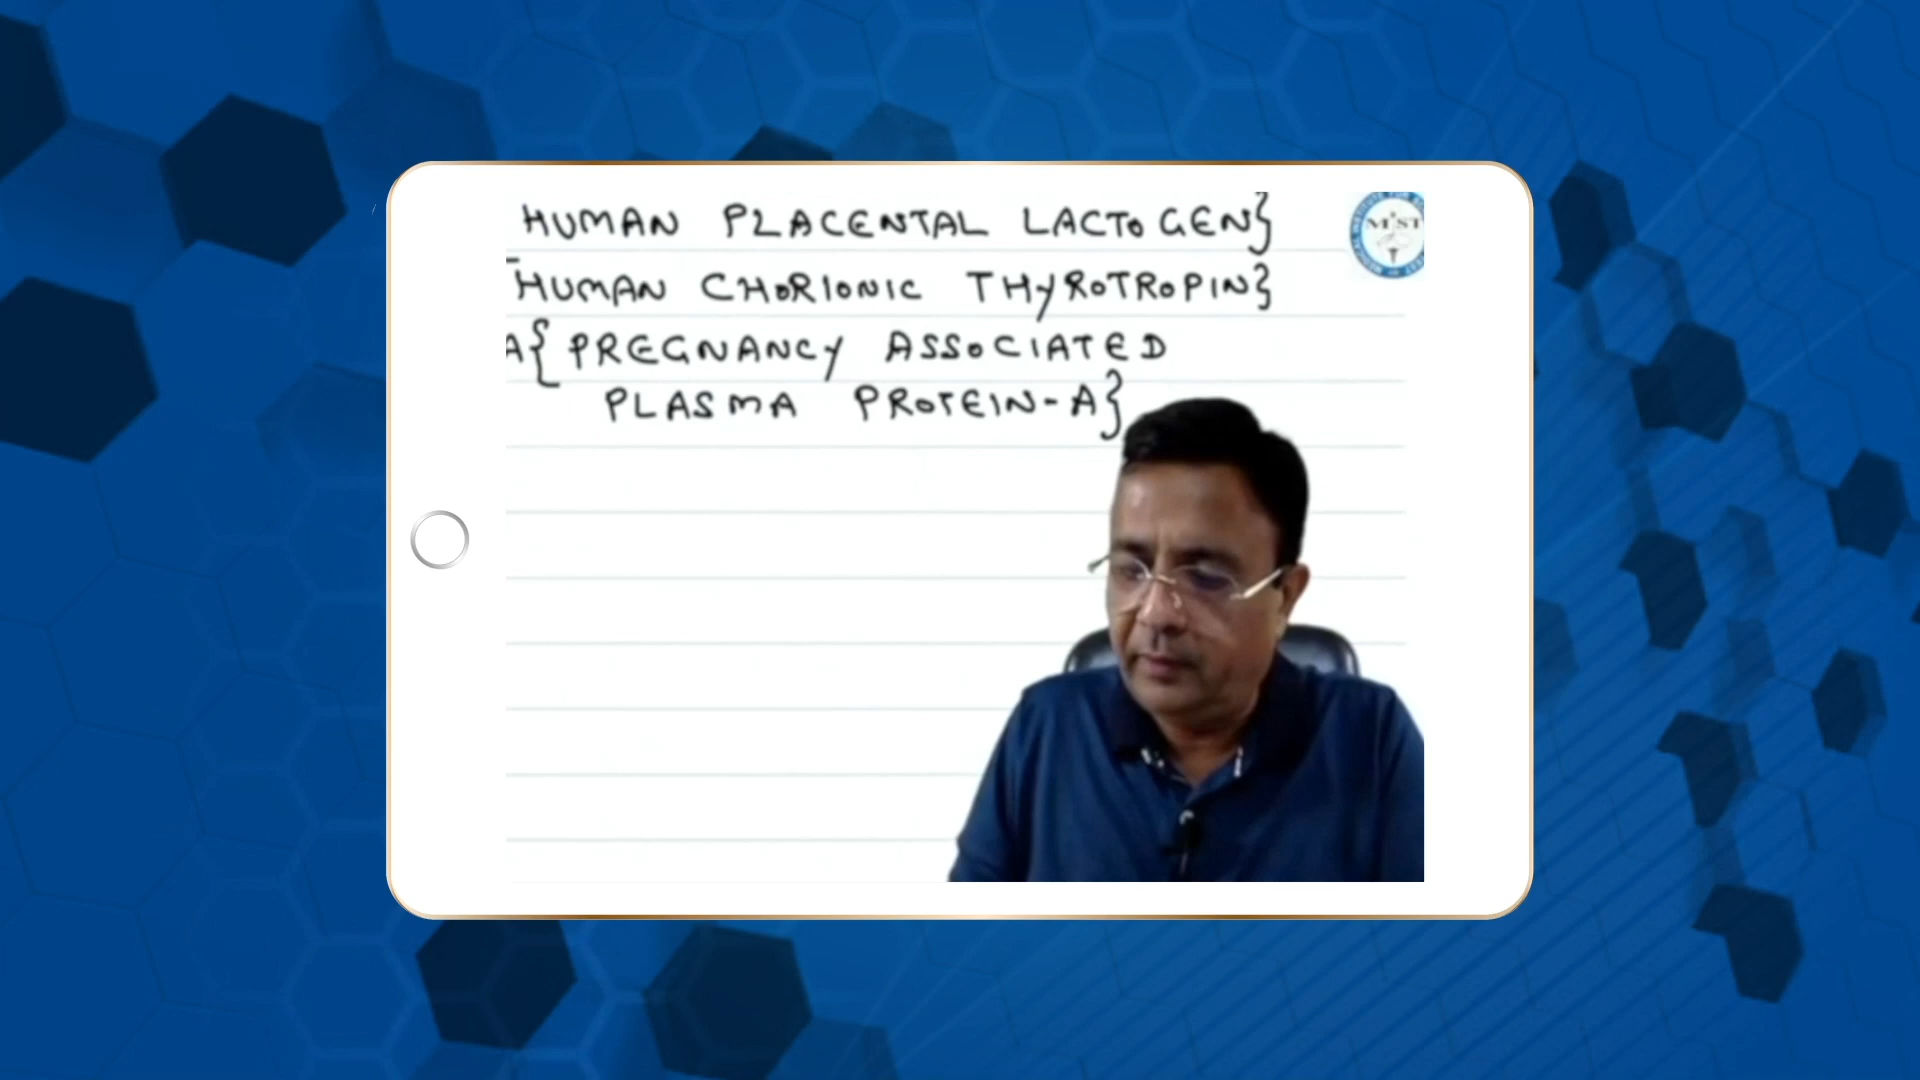 HUMAN PLACENTAL LACTOGEN}
HUMAN CHORIONIC THYROTROPIN}
A{PREGNANCY ASSOCIATED
PLASMA PROTEIN-A}